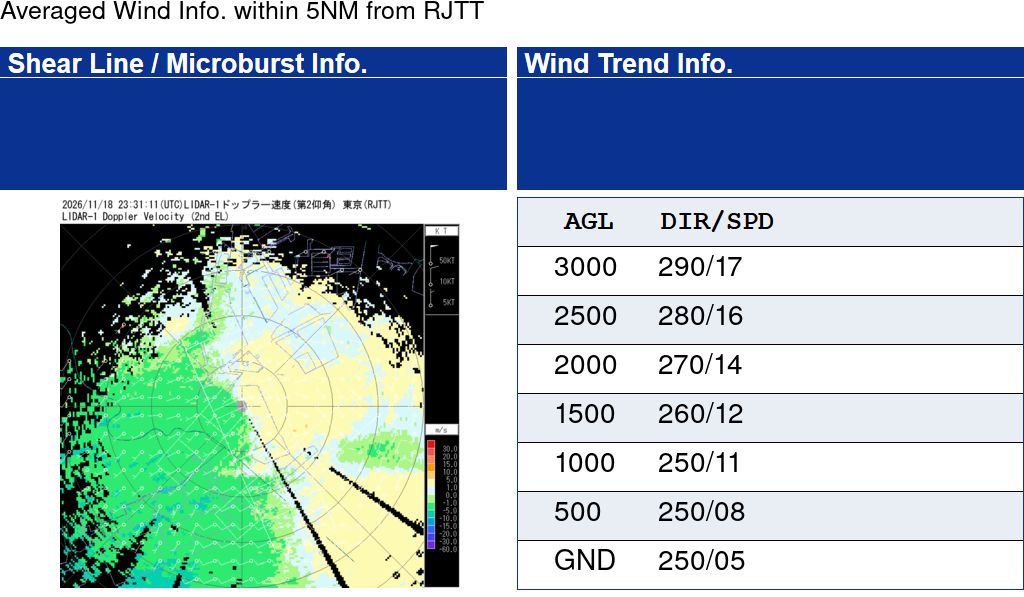 Averaged Wind Info. within 5NM from RJTT
Shear Line / Microburst Info.
Wind Trend Info.
2026/11/18 23:31:11(UTC)LIDAR-1ドップラー速度(第2仰角) 東京(RJTT)
LIDAR-1 Doppler Velocity (2nd EL)
KT
50KT
10KT
5KT
m/s
30.0
20.0
15.0
10.0
5.0
1.0
0.0
-1.0
-5.0
-10.0
-15.0
-20.0
-30.0
-60.0
AGL DIR/SPD
3000 290/17
2500 280/16
2000 270/14
1500 260/12
1000 250/11
500 250/08
GND 250/05